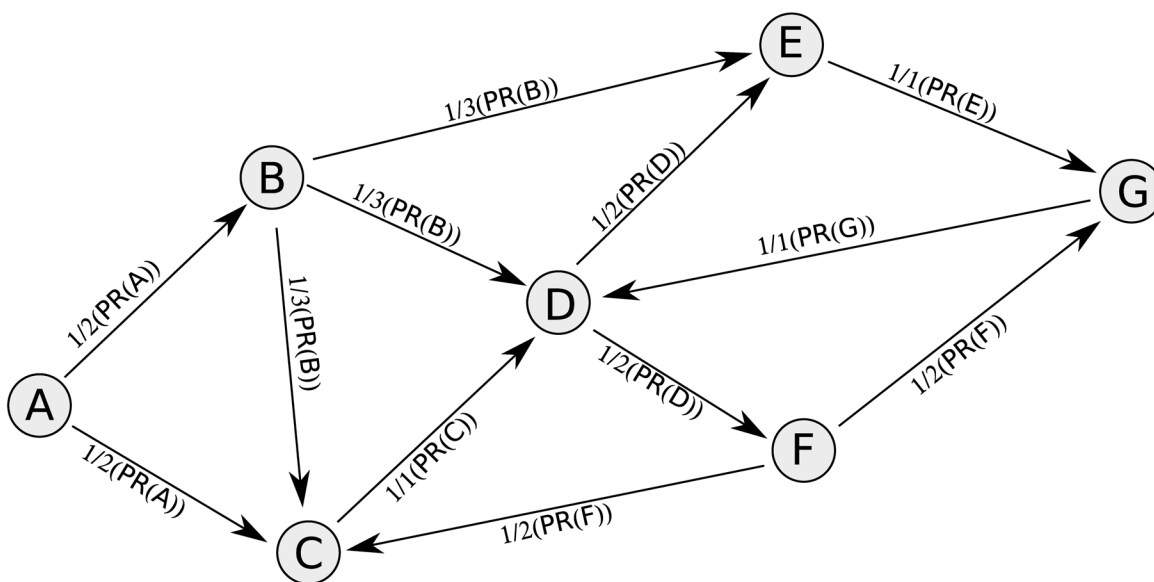 E
1/1(PR(E))
1/3(PR(B))
B
1/3(PR(B))
1/2(PR(D))
G
1/1(PR(G))
1/2(PR(A))
1/3(PR(B))
D
1/2(PR(D))
1/2(PR(F))
A
1/2(PR(A))
1/1(PR(C))
F
1/2(PR(F))
C